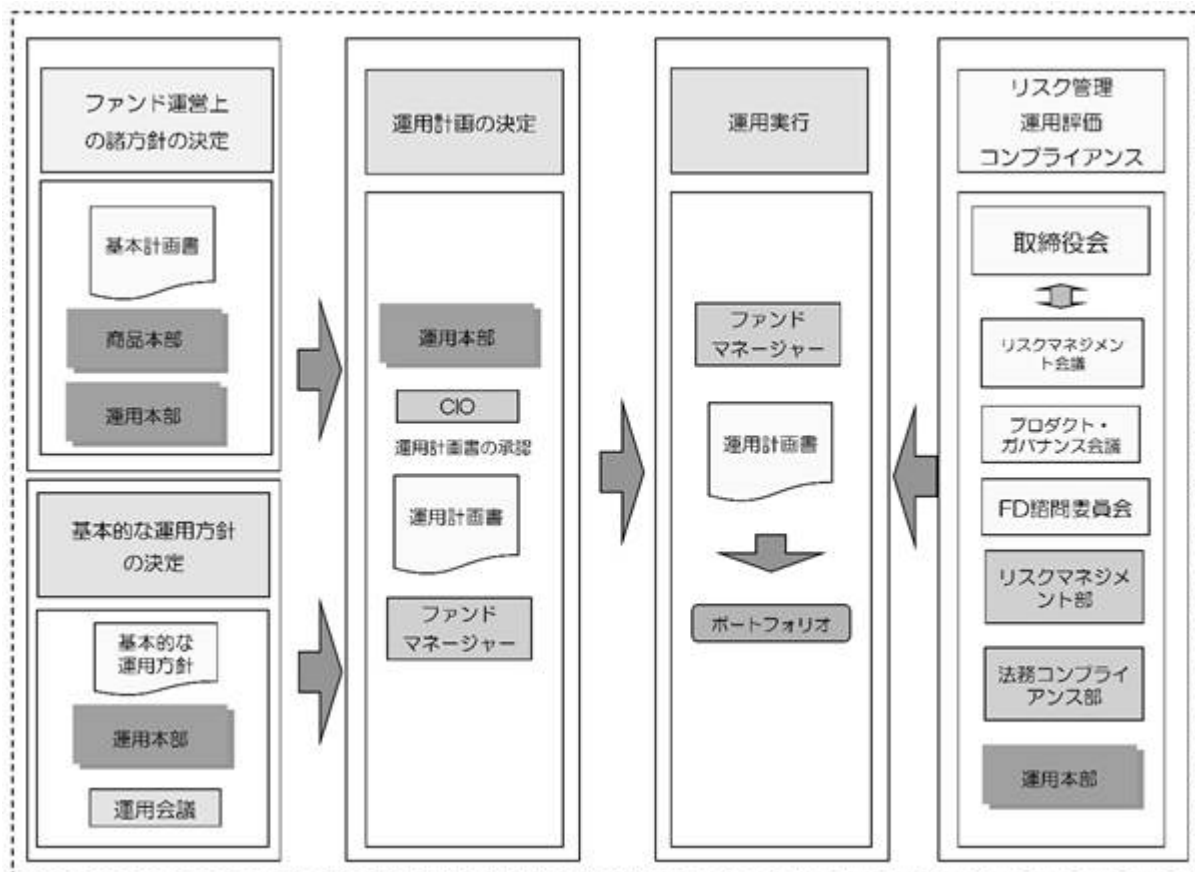 ファンド運営上
の諸方針の決定
基本計画書
商品本部
運用本部
基本的な運用方針
の決定
基本的な
運用方針
運用本部
運用会議
運用計画の決定
運用本部
CIO
運用計画書の承認
運用計画書
ファンド
マネージャー
運用実行
ファンド
マネージャー
運用計画書
ポートフォリオ
リスク管理
運用評価
コンプライアンス
取締役会
リスクマネジメン
ト会議
プロダクト・
ガバナンス会議
FD諮問委員会
リスクマネジメ
ント部
法務コンプライ
アンス部
運用本部